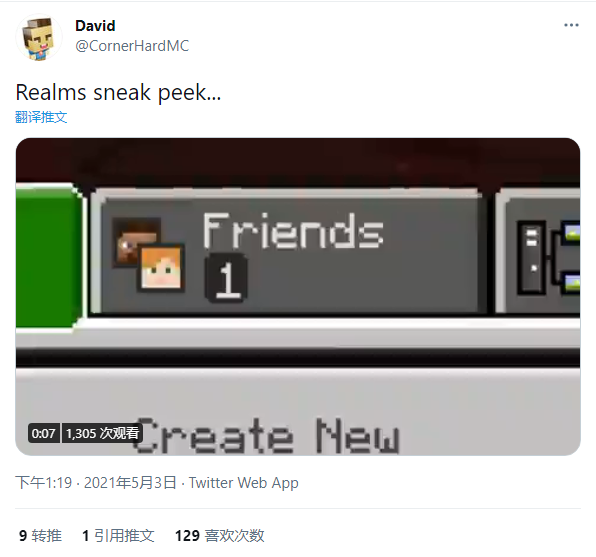 David
@CornerHardMC
Realms sneak peek...
翻译推文
Friends
1
Create New
0:07 1,305 次观看
下午1:19 · 2021年5月3日 · Twitter Web App
9 转推 1 引用推文 129 喜欢次数